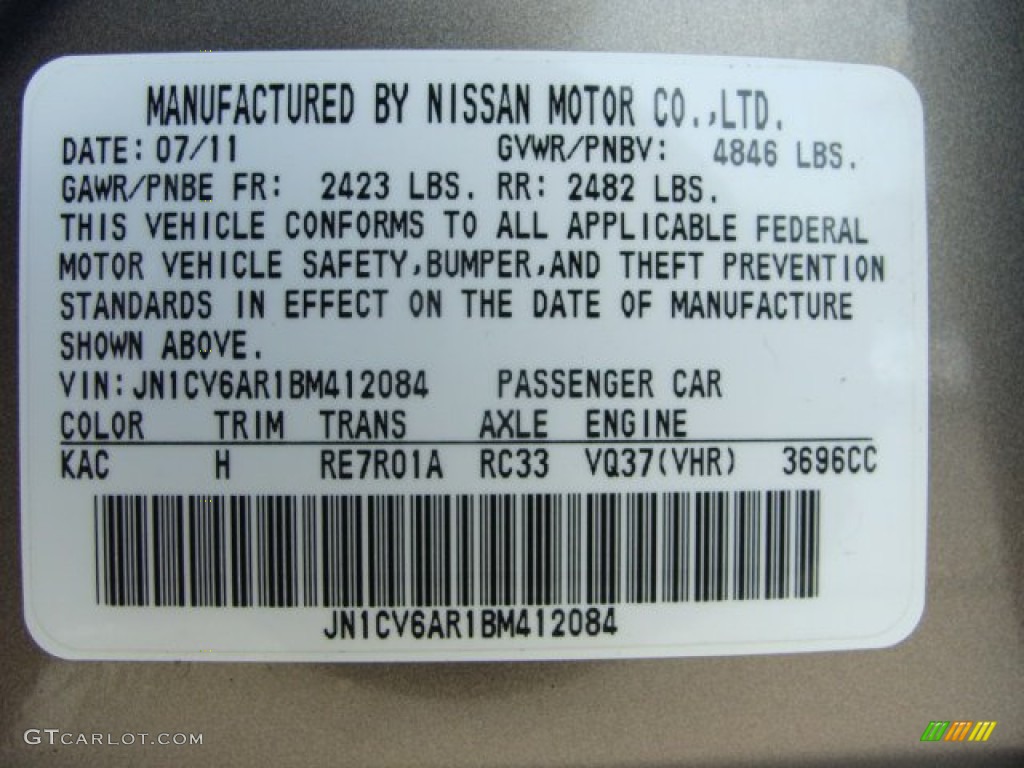 MANUFACTURED BY NISSAN MOTOR CO.,LTD.
DATE: 07/11 GVWR/PNBV: 4846 LBS.
GAWR/PNBE FR: 2423 LBS. RR: 2482 LBS.
THIS VEHICLE CONFORMS TO ALL APPLICABLE FEDERAL
MOTOR VEHICLE SAFETY,BUMPER,AND THEFT PREVENTION
STANDARDS IN EFFECT ON THE DATE OF MANUFACTURE
SHOWN ABOVE.
VIN:JN1CV6AR1BM412084 PASSENGER CAR
COLOR TRIM TRANS AXLE ENGINE
KAC H RE7R01A RC33 VQ37(VHR) 3696CC
JN1CV6AR1BM412084
GTCARLOT.COM